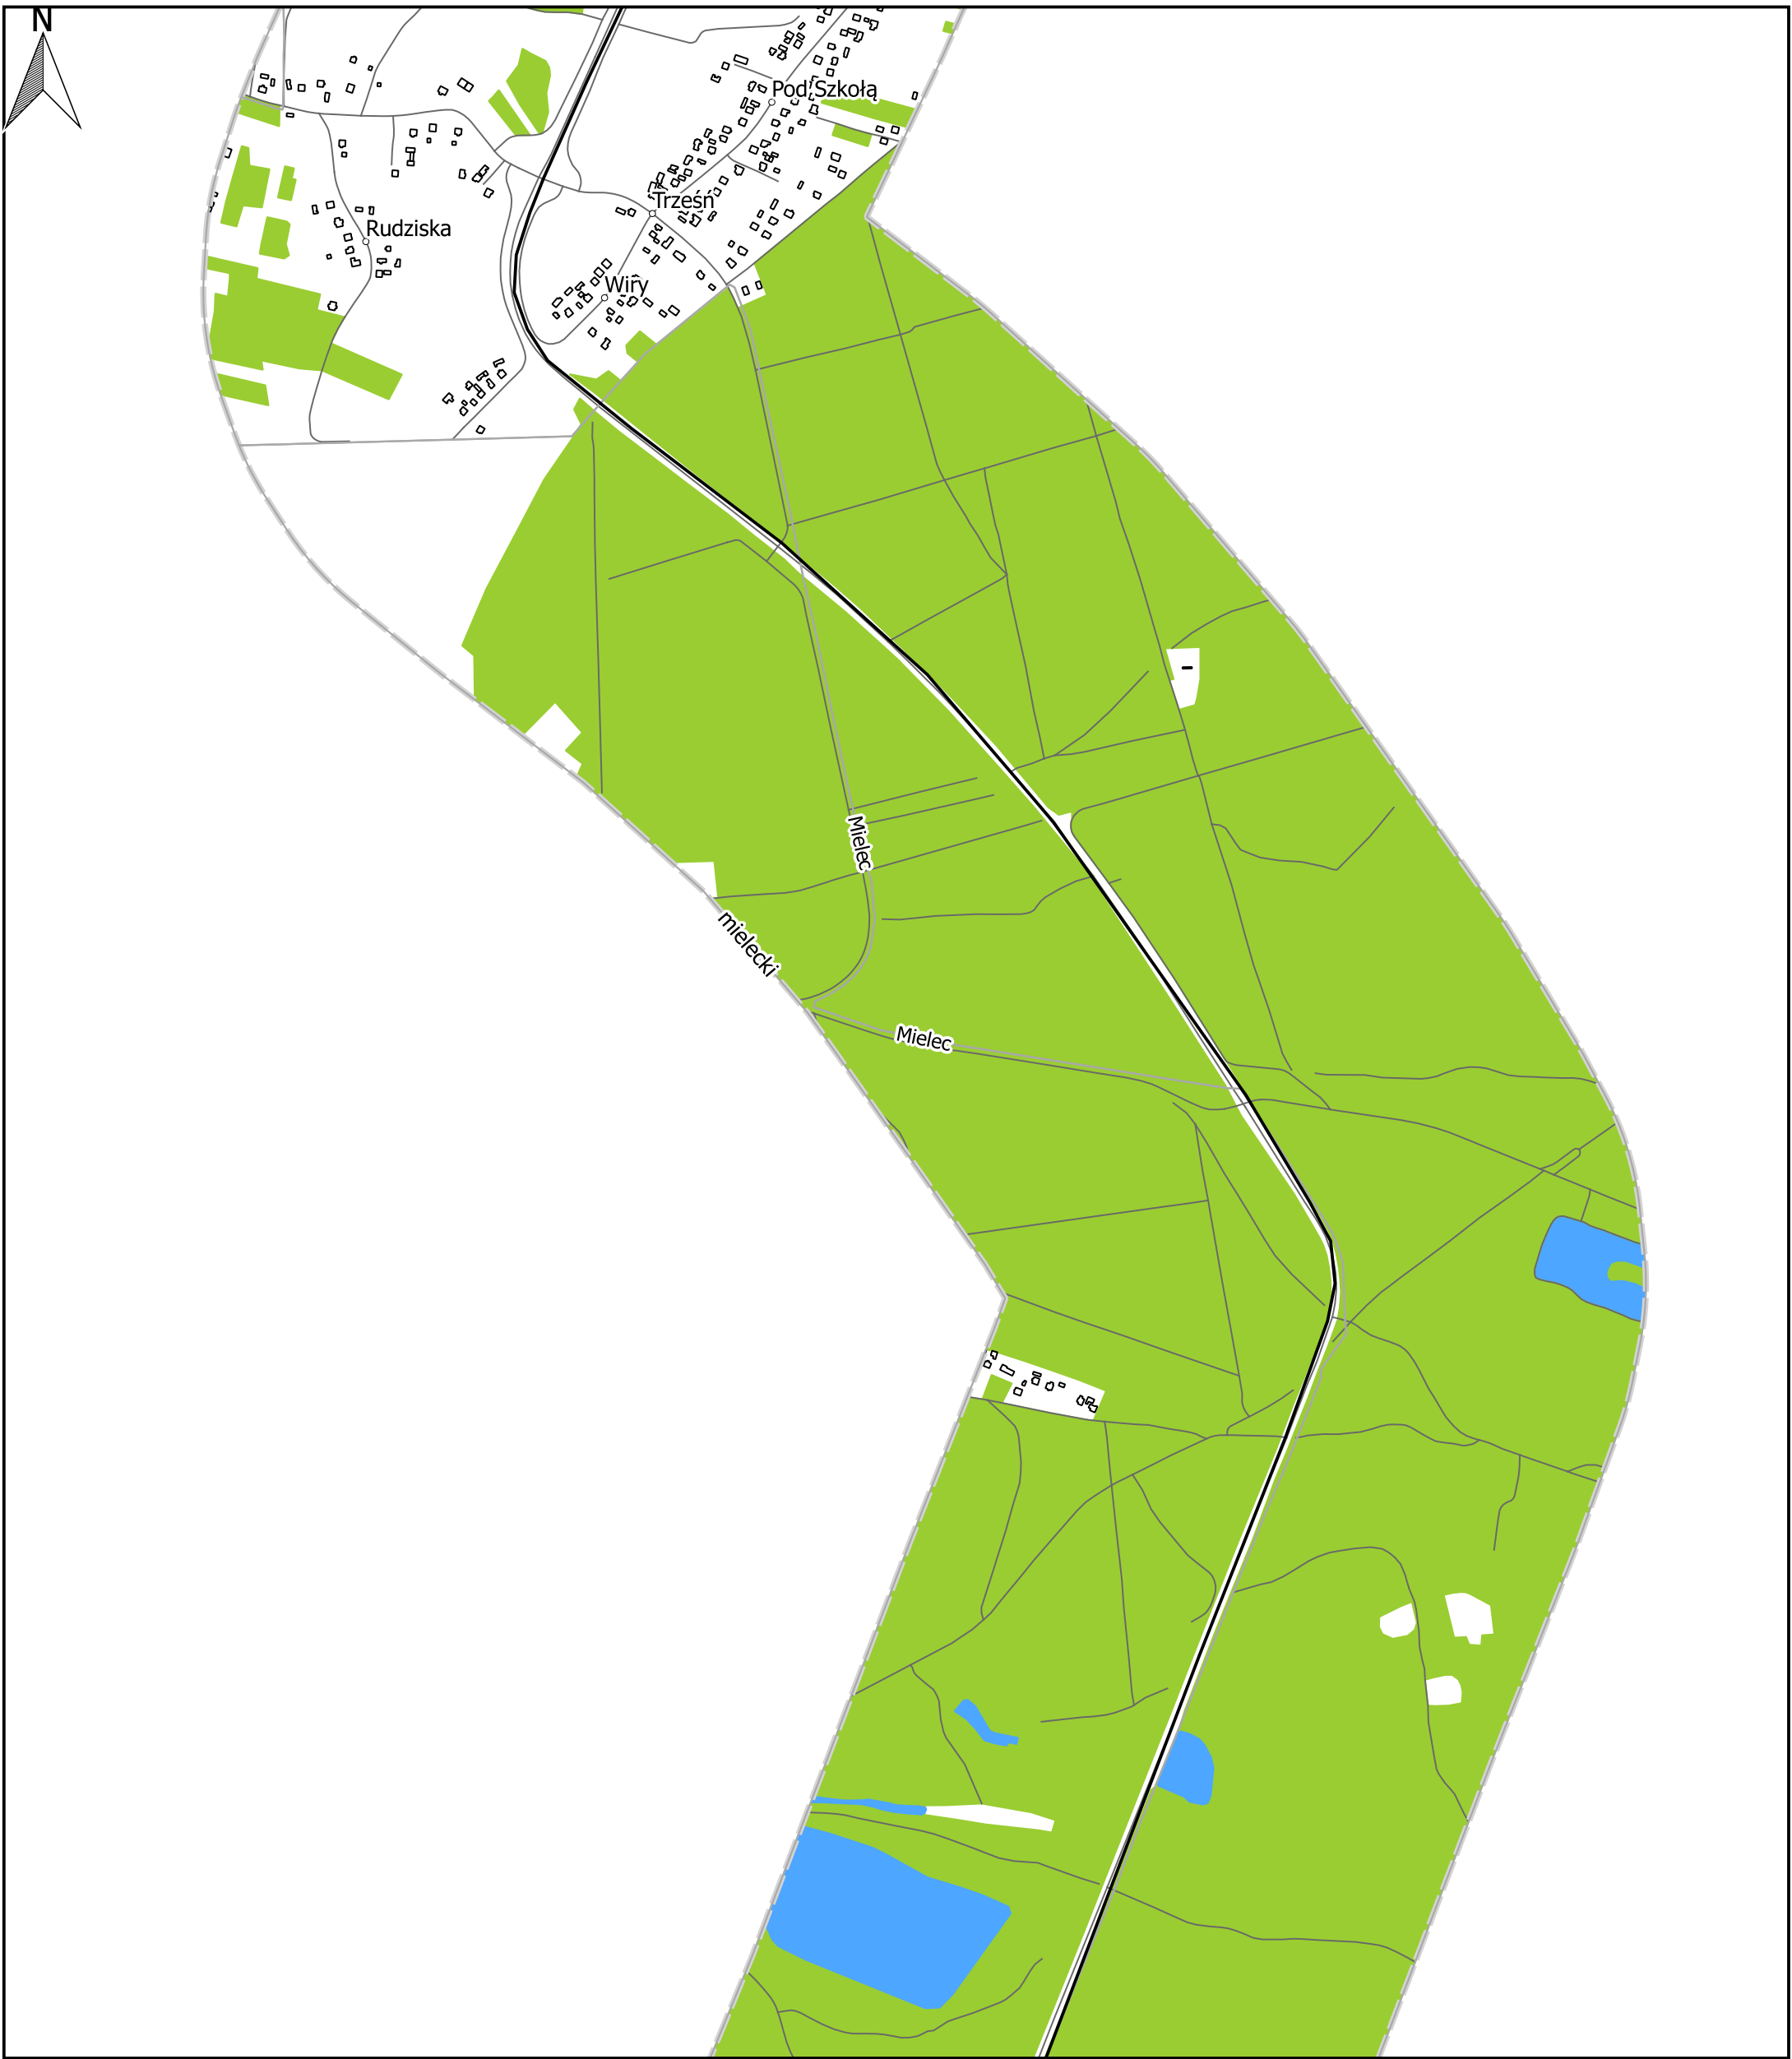 N
Pod Szkołą
Trześń
Rudziska
Wiry
Mielec
mielecki
Mielec